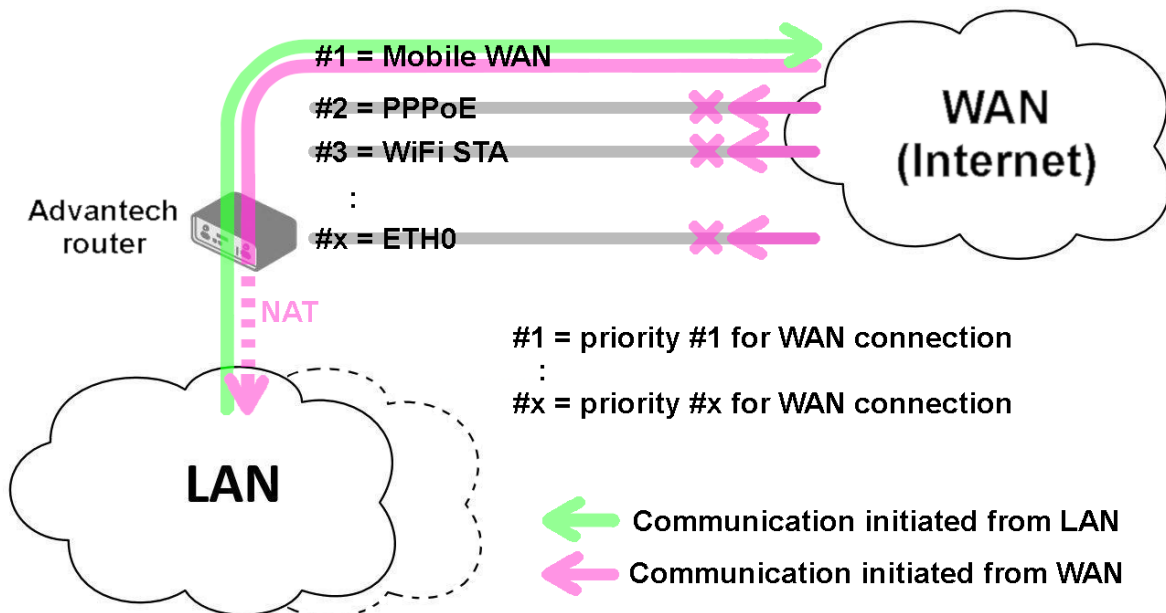 #1 = Mobile WAN
#2 = PPPoE
#3 = WiFi STA
:
#x = ETH0
WAN
(Internet)
Advantech
router
NAT
#1 = priority #1 for WAN connection
:
#x = priority #x for WAN connection
LAN
Communication initiated from LAN
Communication initiated from WAN